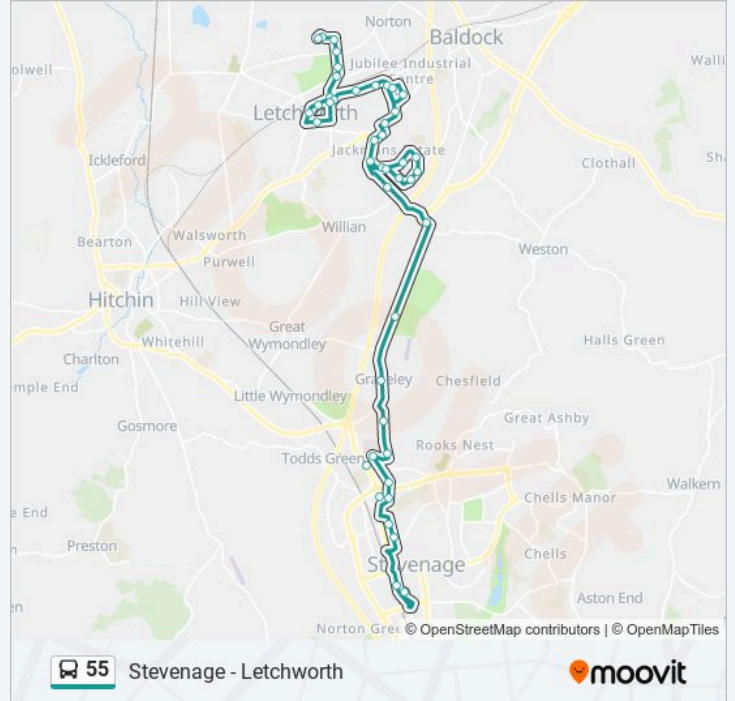 Norton
Baldock
olwell
Jubilee Industrial
Centre
Walli
Letchworth
Jackmans Estate
Ickleford
Clothall
Sh
Willian
Walsworth
Bearton
Weston
Purwell
Hitchin
Hill View
Great
Wymondley
Whitehill
Halls Green
Charlton
emple End
Graveley
Chesfield
Little Wymondley
Great Ashby
Gosmore
Rooks Nest
Todds Green
Walkern
Chells Manor
e End
Preston
Chells
Stevenage
Aston End
en
Norton Gree
© OpenStreetMap contributors | © OpenMapTiles
55 Stevenage - Letchworth
moovit